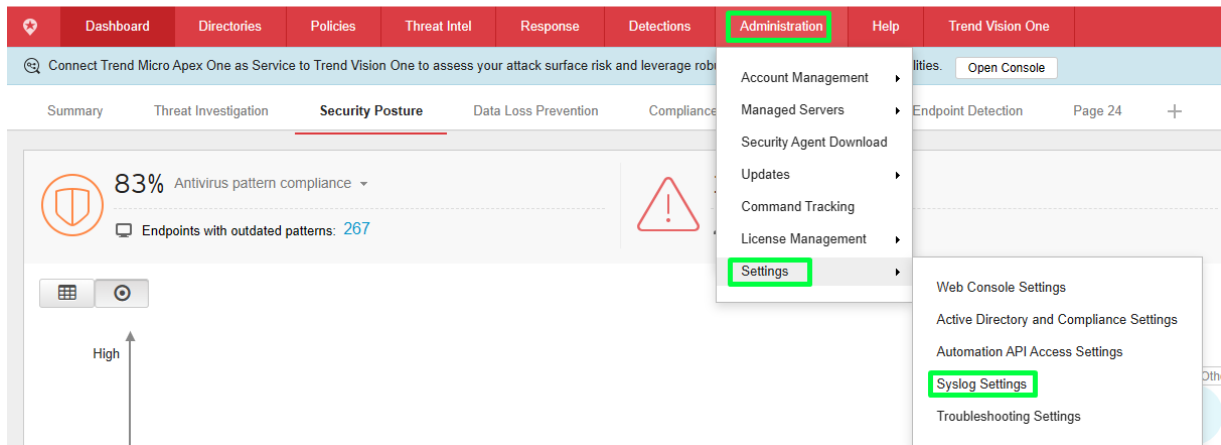 Dashboard Directories Policies Threat Intel Response Detections Administration Help Trend Vision One
Connect Trend Micro Apex One as Service to Trend Vision One to assess your attack surface risk and leverage lities. Open Console
Summary Threat Investigation Security Posture Data Loss Prevention Compliance Endpoint Detection Page 24 +
83% Antivirus pattern compliance
Endpoints with outdated patterns: 267
High
Account Management
Managed Servers
Security Agent Download
Updates
Command Tracking
License Management
Settings
Web Console Settings
Active Directory and Compliance Settings
Automation API Access Settings
Syslog Settings
Troubleshooting Settings